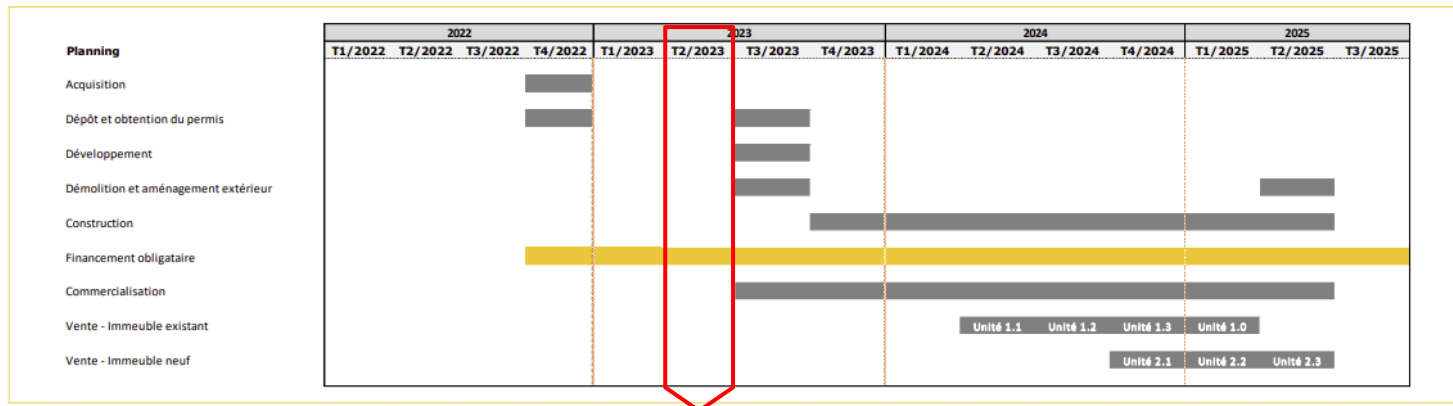 2022 2023 2024 2025
Planning T1/2022 T2/2022 T3/2022 T4/2022 T1/2023 T2/2023 T3/2023 T4/2023 T1/2024 T2/2024 T3/2024 T4/2024 T1/2025 T2/2025 T3/2025
Acquisition
Dépôt et obtention du permis
Développement
Démolition et aménagement extérieur
Construction
Financement obligataire
Commercialisation
Vente - Immeuble existant Unité 1.1 Unité 1.2 Unité 1.3 Unité 1.0
Vente - Immeuble neuf Unité 2.1 Unité 2.2 Unité 2.3